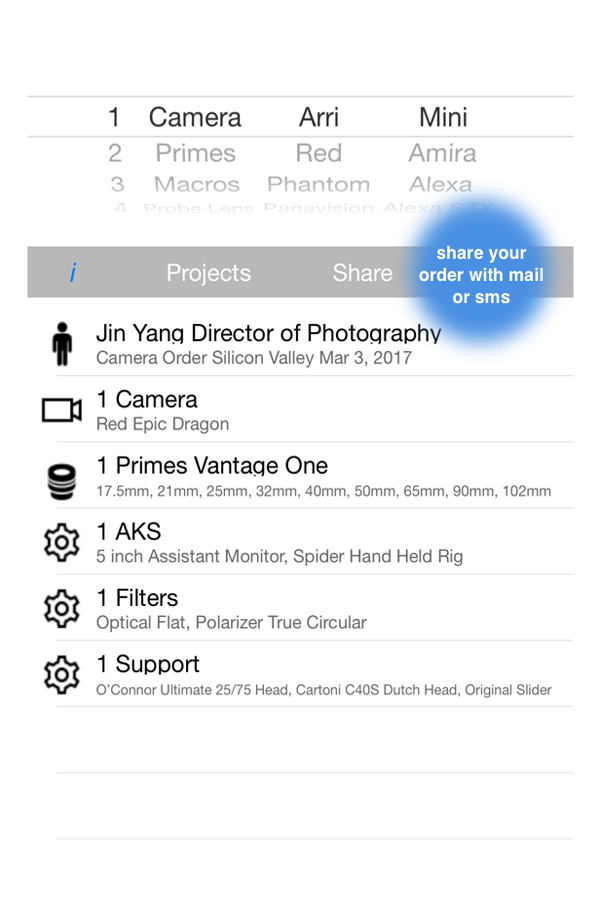 1 Camera Arri Mini
2 Primes Red Amira
3 Macros Phantom Alexa
4 Probe Lens Panavision Alexa STX
i Projects Share
share your
order with mail
or sms
Jin Yang Director of Photography
Camera Order Silicon Valley Mar 3, 2017
1 Camera
Red Epic Dragon
1 Primes Vantage One
17.5mm, 21mm, 25mm, 32mm, 40mm, 50mm, 65mm, 90mm, 102mm
1 AKS
5 inch Assistant Monitor, Spider Hand Held Rig
1 Filters
Optical Flat, Polarizer True Circular
1 Support
O'Connor Ultimate 25/75 Head, Cartoni C40S Dutch Head, Original Slider